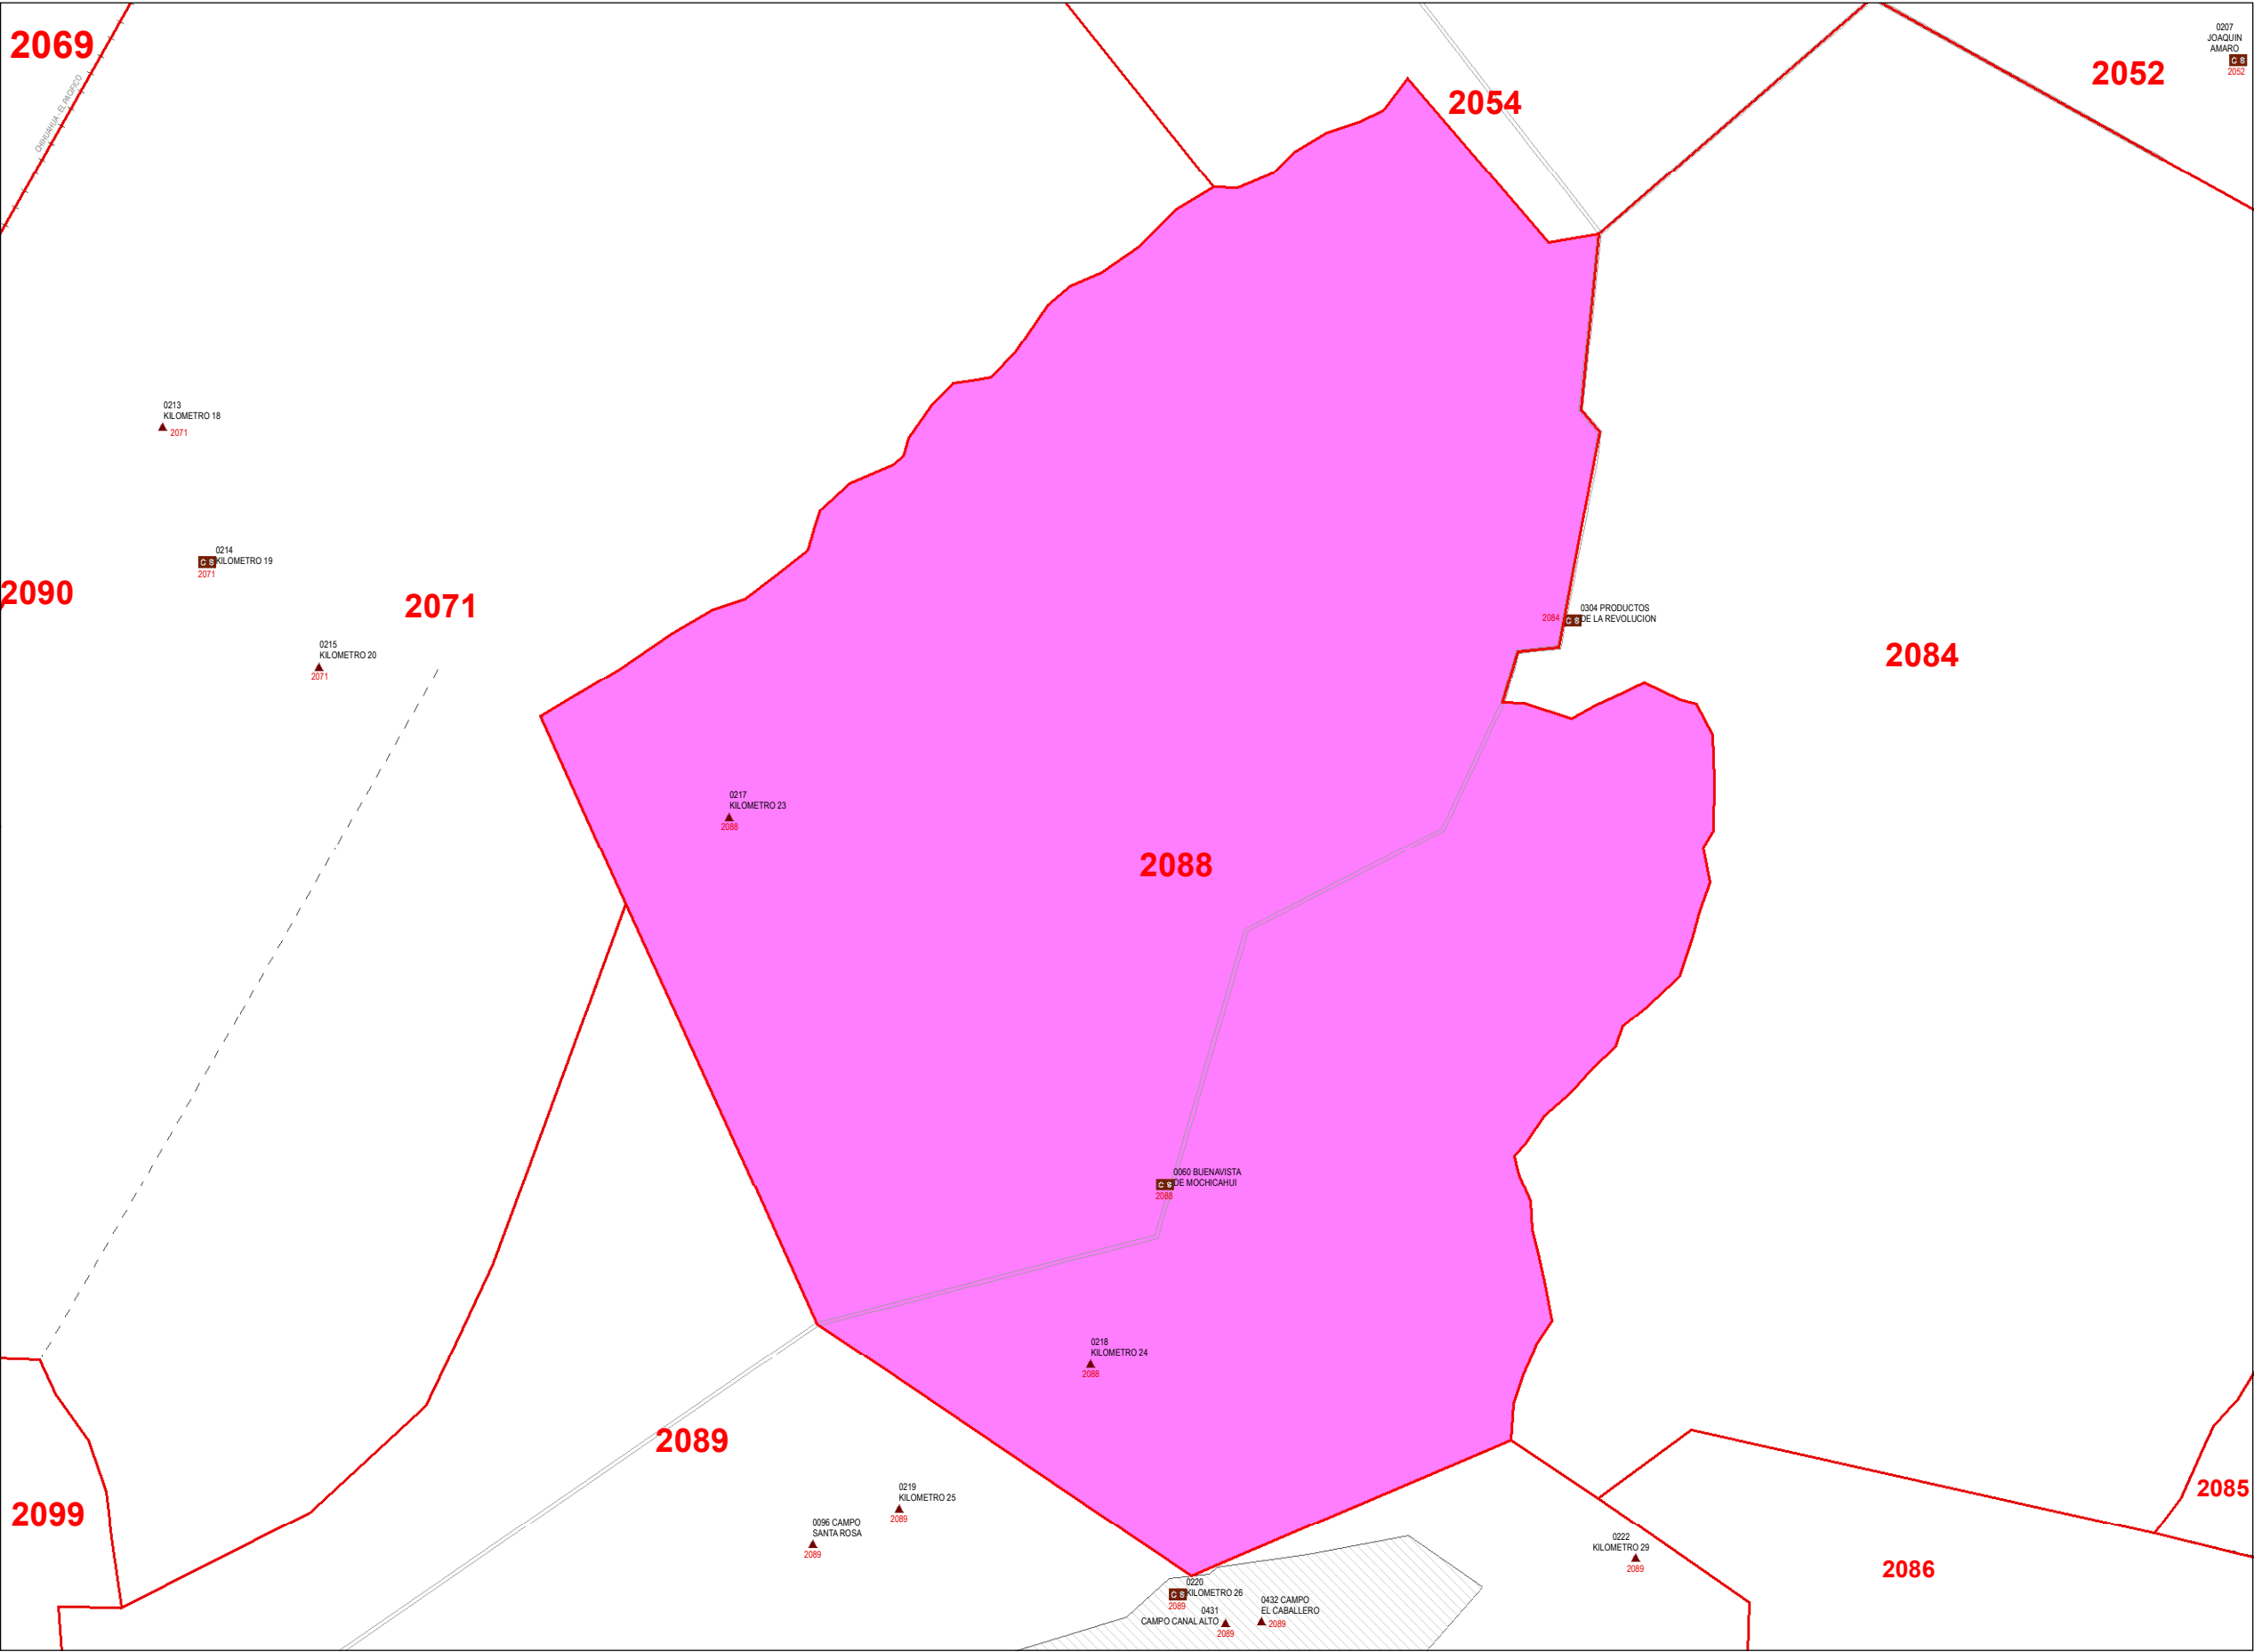 2069
CHIHUAHUA - EL PACIFICO
2054
2052
0207
JOAQUIN
AMARO
C S
2052
0213
KILOMETRO 18
2071
0214
C S KILOMETRO 19
2071
2090
2071
0215
KILOMETRO 20
2071
0304 PRODUCTOS
2084 C S DE LA REVOLUCION
2084
0217
KILOMETRO 23
2088
2088
0060 BUENAVISTA
C S DE MOCHICAHUI
2088
0218
KILOMETRO 24
2088
2089
0219
KILOMETRO 25
2089
2099
0096 CAMPO
SANTA ROSA
2089
2085
0222
KILOMETRO 29
2089
2086
0220
C S KILOMETRO 26
2089
0431
CAMPO CANAL ALTO
2089
0432 CAMPO
EL CABALLERO
2089